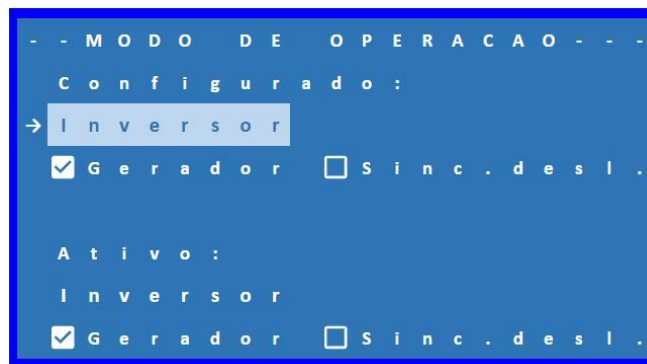 --MODO DE OPERACAO---
Configurado:
→Inversor
☑Gerador ☐Sinc.desl.
Ativo:
Inversor
☑Gerador ☐Sinc.desl.